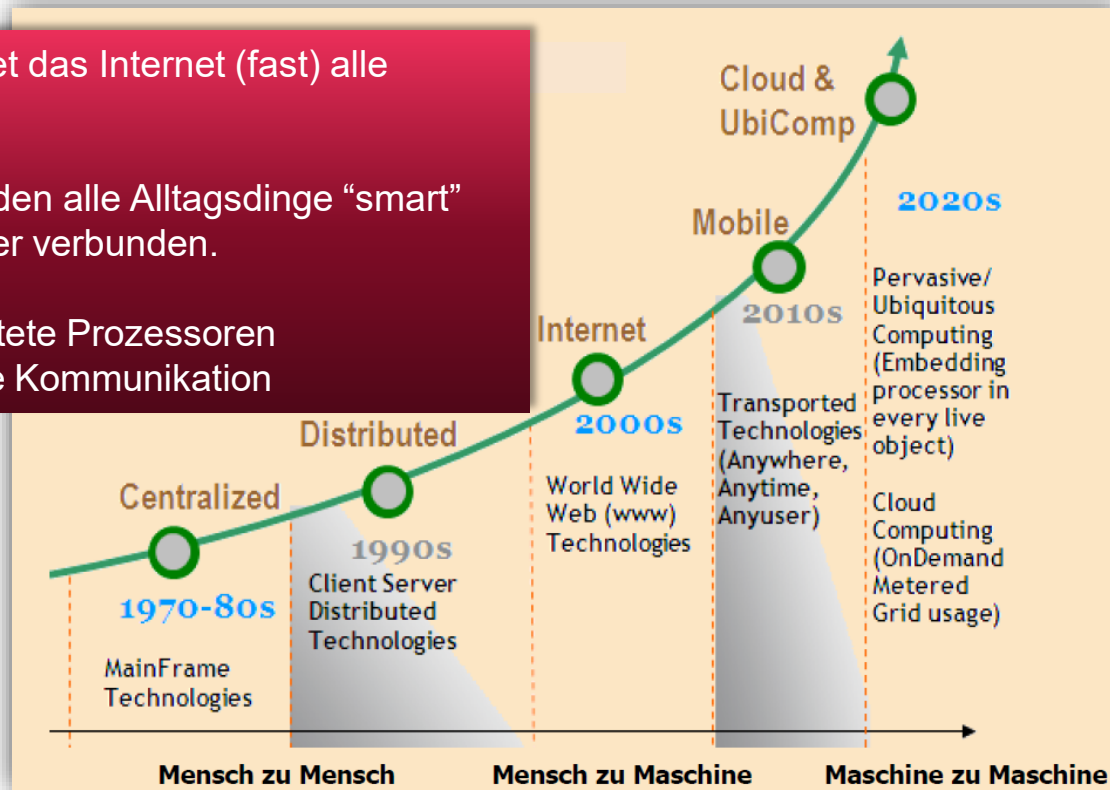 et das Internet (fast) alle
den alle Alltagsdinge “smart”
er verbunden.
tete Prozessoren
e Kommunikation
Centralized
1970-80s
MainFrame
Technologies
Distributed
1990s
Client Server
Distributed
Technologies
Internet
2000s
World Wide
Web (www)
Technologies
Mobile
2010s
Transported
Technologies
(Anywhere,
Anytime,
Anyuser)
Cloud &
UbiComp
2020s
Pervasive/
Ubiquitous
Computing
(Embedding
processor in
every live
object)
Cloud
Computing
(OnDemand
Metered
Grid usage)
Mensch zu Mensch
Mensch zu Maschine
Maschine zu Maschine